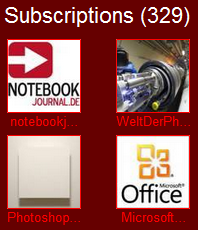 Subscriptions (329)
NOTEBOOK
JOURNAL.DE
notebookj...
WeltDerPh...
Microsoft®
Office
Photoshop...
Microsoft...